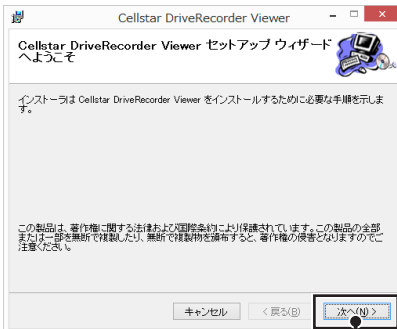 Cellstar DriveRecorder Viewer
Cellstar DriveRecorder Viewer セットアップ ウィザード
へようこそ
インストーラは Cellstar DriveRecorder Viewer をインストールするために必要な手順を示しま
す。
この製品は、著作権に関する法律および国際条約により保護されています。この製品の全部
または一部を無断で複製したり、無断で複製物を頒布すると、著作権の侵害となりますのでご
注意ください。
キャンセル
< 戻る(B)
次へ(N) >